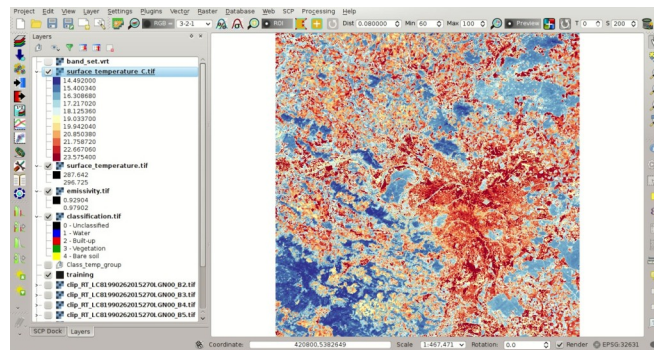 Project Edit View Layer Settings Plugins Vector Raster Database Web SCP Processing Help
RGB = 3-2-1 ROI Dist 0.080000 Min 60 Max 100 Preview T 0 S 200
Layers
band_set.vrt
surface_temperature_C.tif
14.492000
15.400340
16.308680
17.217020
18.125360
19.033700
19.942040
20.850380
21.758720
22.667060
23.575400
surface_temperature.tif
287.642
296.725
emissivity.tif
0.92904
0.97902
classification.tif
0 - Unclassified
1 - Water
2 - Built-up
3 - Vegetation
4 - Bare soil
Class_temp_group
training
clip_RT_LC81990262015270LGN00_B2.tif
clip_RT_LC81990262015270LGN00_B3.tif
clip_RT_LC81990262015270LGN00_B4.tif
clip_RT_LC81990262015270LGN00_B5.tif
SCP Dock Layers
Coordinate: 420800,5382649 Scale 1:467,471 Rotation: 0.0 Render EPSG:32631